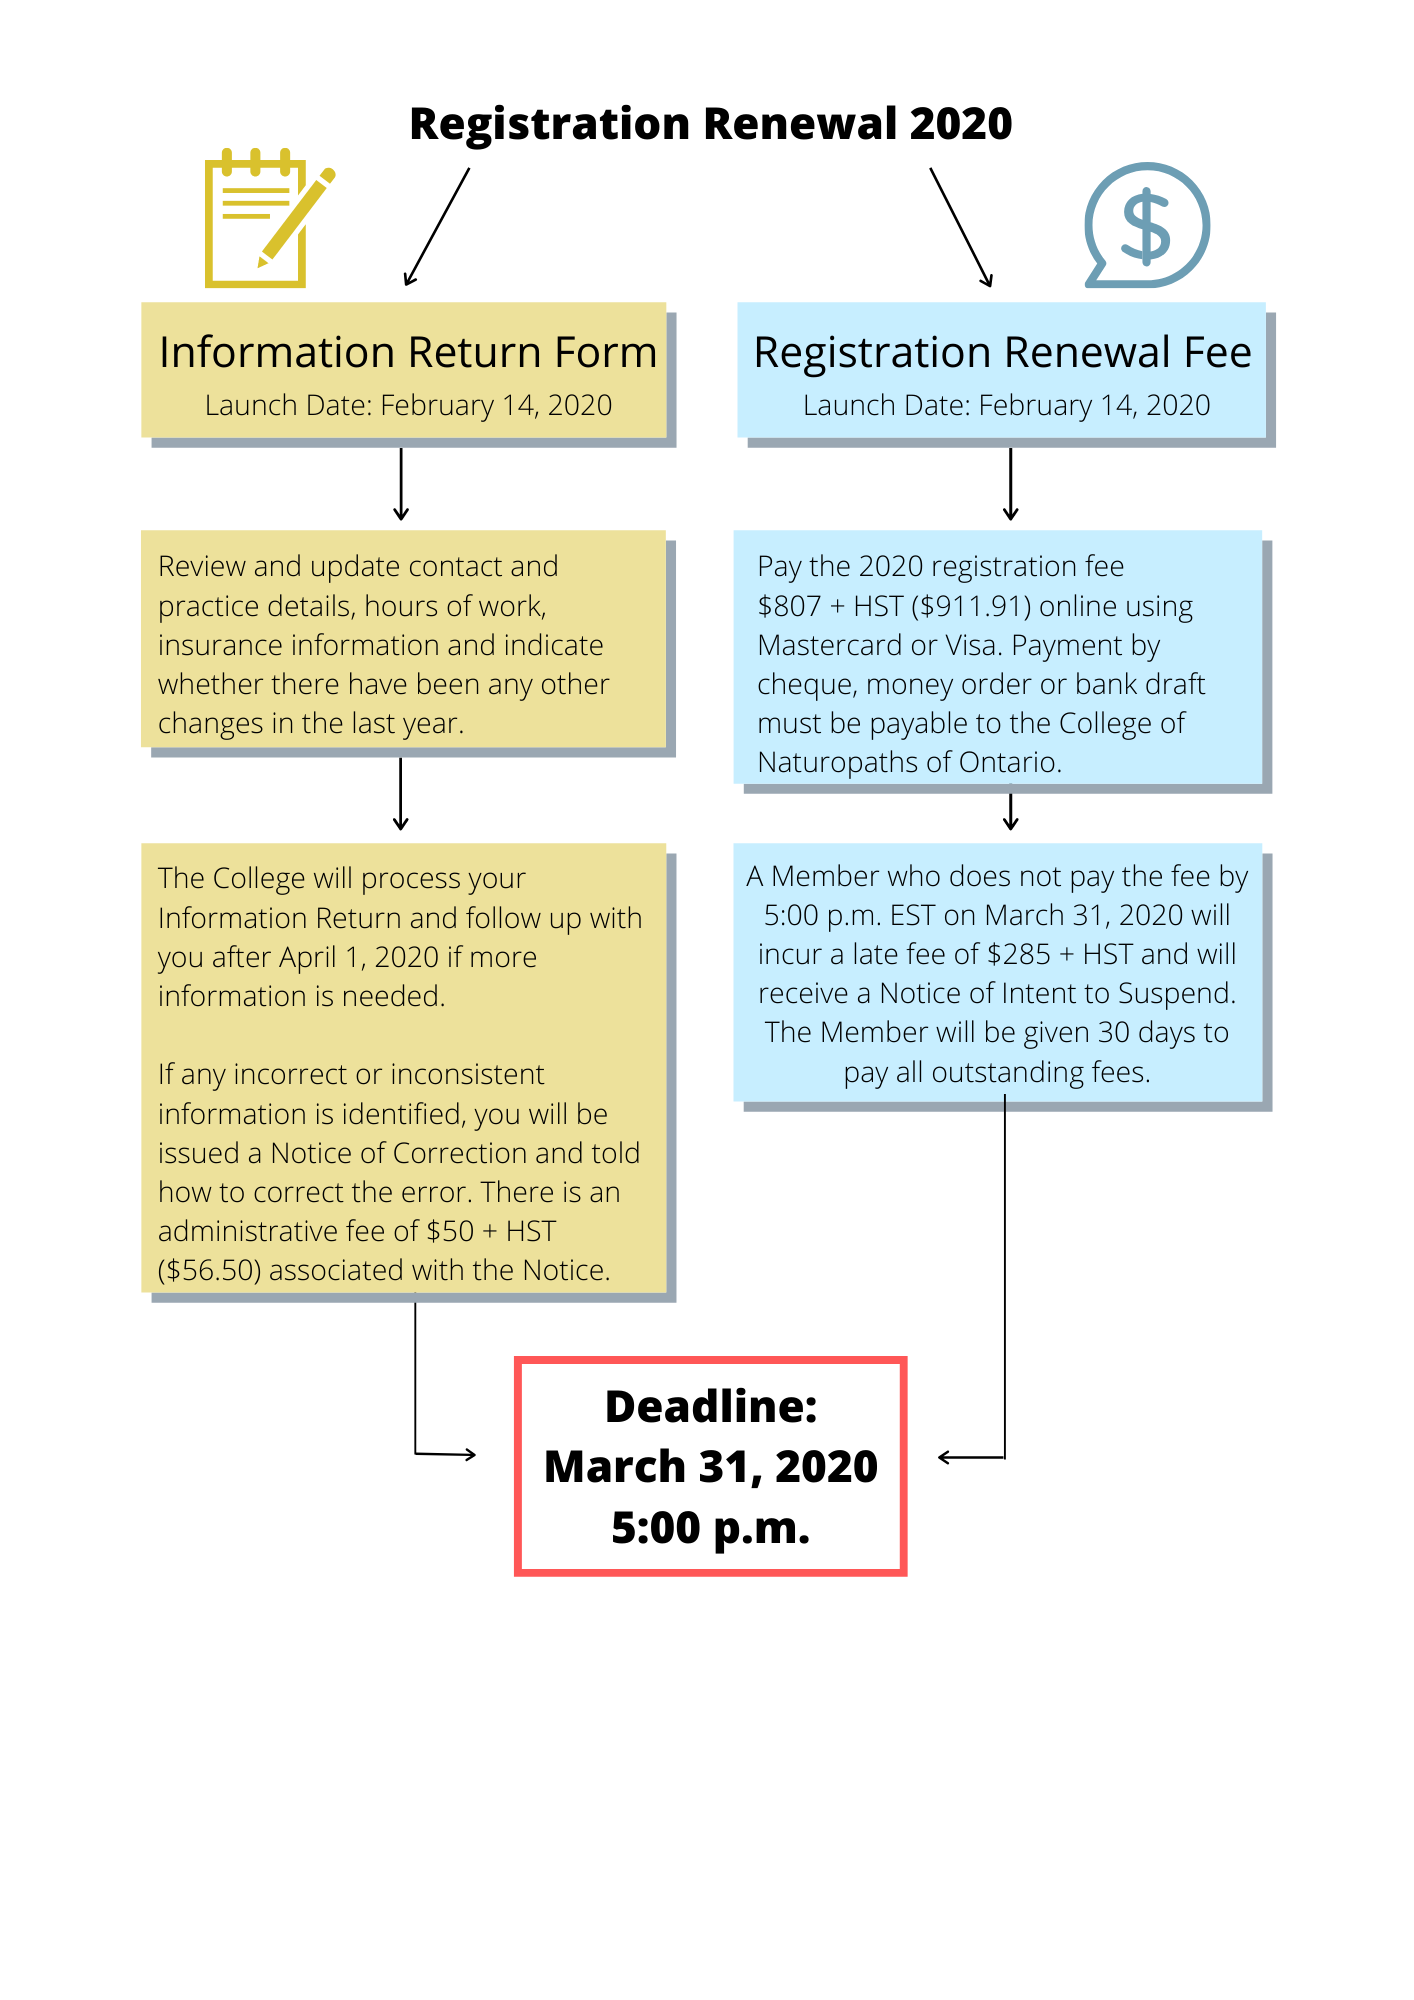 Registration Renewal 2020
Information Return Form
Launch Date: February 14, 2020
Review and update contact and
practice details, hours of work,
insurance information and indicate
whether there have been any other
changes in the last year.
The College will process your
Information Return and follow up with
you after April 1, 2020 if more
information is needed.
If any incorrect or inconsistent
information is identified, you will be
issued a Notice of Correction and told
how to correct the error. There is an
administrative fee of $50 + HST
($56.50) associated with the Notice.
Registration Renewal Fee
Launch Date: February 14, 2020
Pay the 2020 registration fee
$807 + HST ($911.91) online using
Mastercard or Visa. Payment by
cheque, money order or bank draft
must be payable to the College of
Naturopaths of Ontario.
A Member who does not pay the fee by
5:00 p.m. EST on March 31, 2020 will
incur a late fee of $285 + HST and will
receive a Notice of Intent to Suspend.
The Member will be given 30 days to
pay all outstanding fees.
Deadline:
March 31, 2020
5:00 p.m.